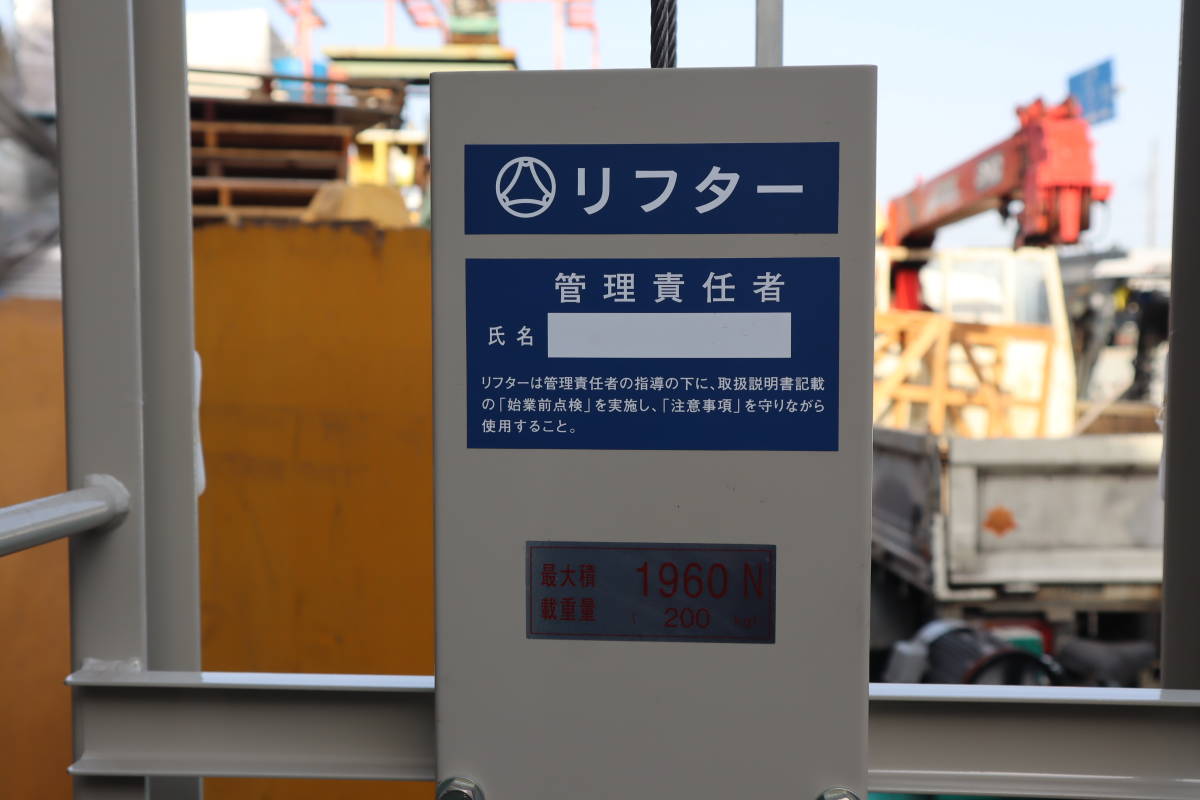 リフター
管理責任者
氏名
リフターは管理責任者の指導の下に、取扱説明書記載
の「始業前点検」を実施し、「注意事項」を守りながら
使用すること。
最大積 1960 N
載重量 ( 200 kgf)